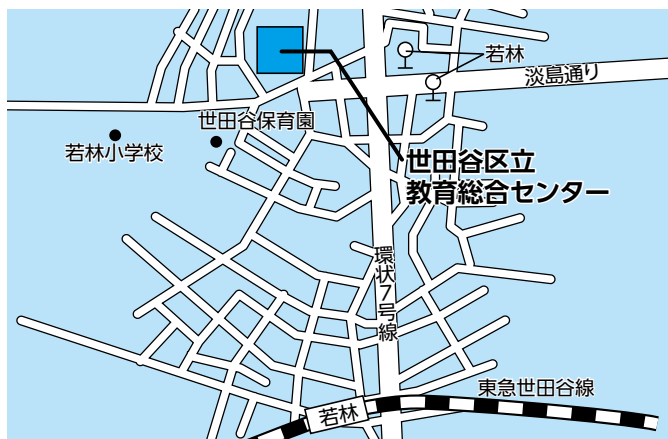 若林
淡島通り
世田谷保育園
若林小学校
世田谷区立
教育総合センター
環状7号線
東急世田谷線
若林